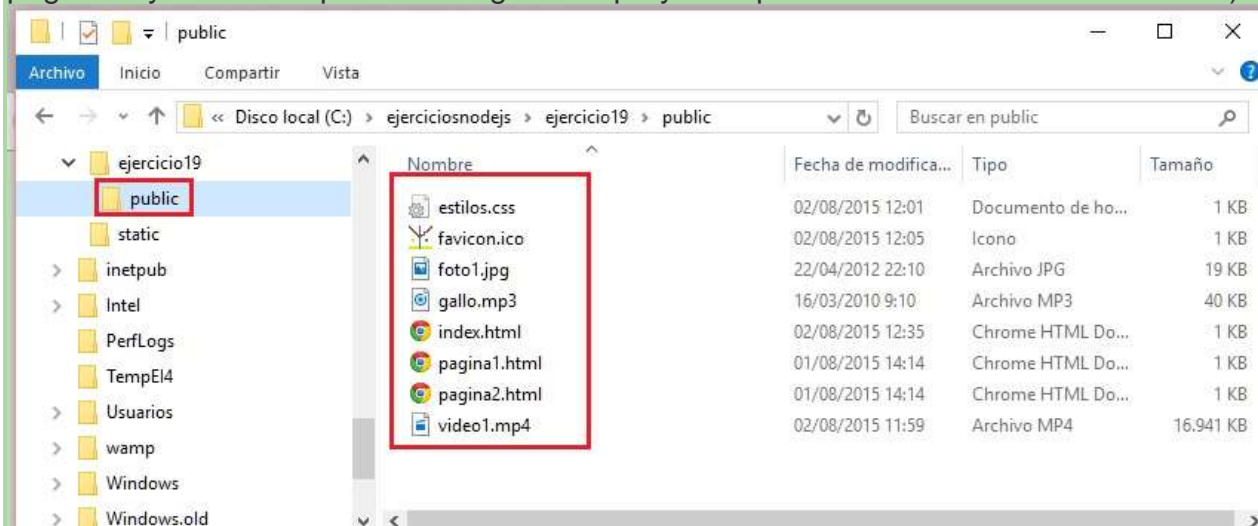 public
Archivo Inicio Compartir Vista
« Disco local (C:) › ejerciciosnodejs › ejercicio19 › public
Buscar en public
ejercicio19
public
static
inetpub
Intel
PerfLogs
TempEI4
Usuarios
wamp
Windows
Windows.old
Nombre Fecha de modifica... Tipo Tamaño
estilos.css 02/08/2015 12:01 Documento de ho... 1 KB
favicon.ico 02/08/2015 12:05 Icono 1 KB
foto1.jpg 22/04/2012 22:10 Archivo JPG 19 KB
gallo.mp3 16/03/2010 9:10 Archivo MP3 40 KB
index.html 02/08/2015 12:35 Chrome HTML Do... 1 KB
pagina1.html 01/08/2015 14:14 Chrome HTML Do... 1 KB
pagina2.html 01/08/2015 14:14 Chrome HTML Do... 1 KB
video1.mp4 02/08/2015 11:59 Archivo MP4 16.941 KB